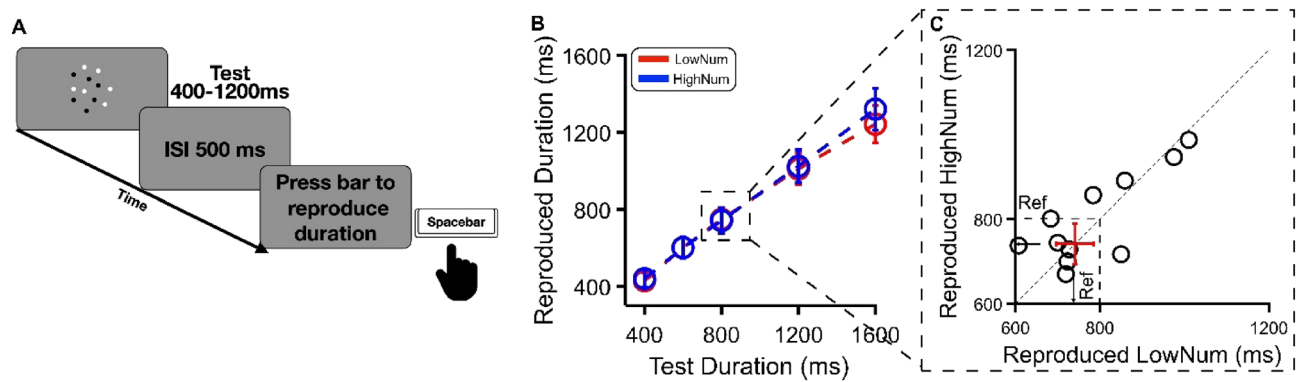 A
Test
400-1200ms
ISI 500 ms
Press bar to
reproduce
duration
Spacebar
Time
B
Reproduced Duration (ms)
1600
1200
800
400
LowNum
HighNum
400 800 1200 1600
Test Duration (ms)
C
Reproduced HighNum (ms)
1200
800
600
Ref
Ref
600 800 1200
Reproduced LowNum (ms)